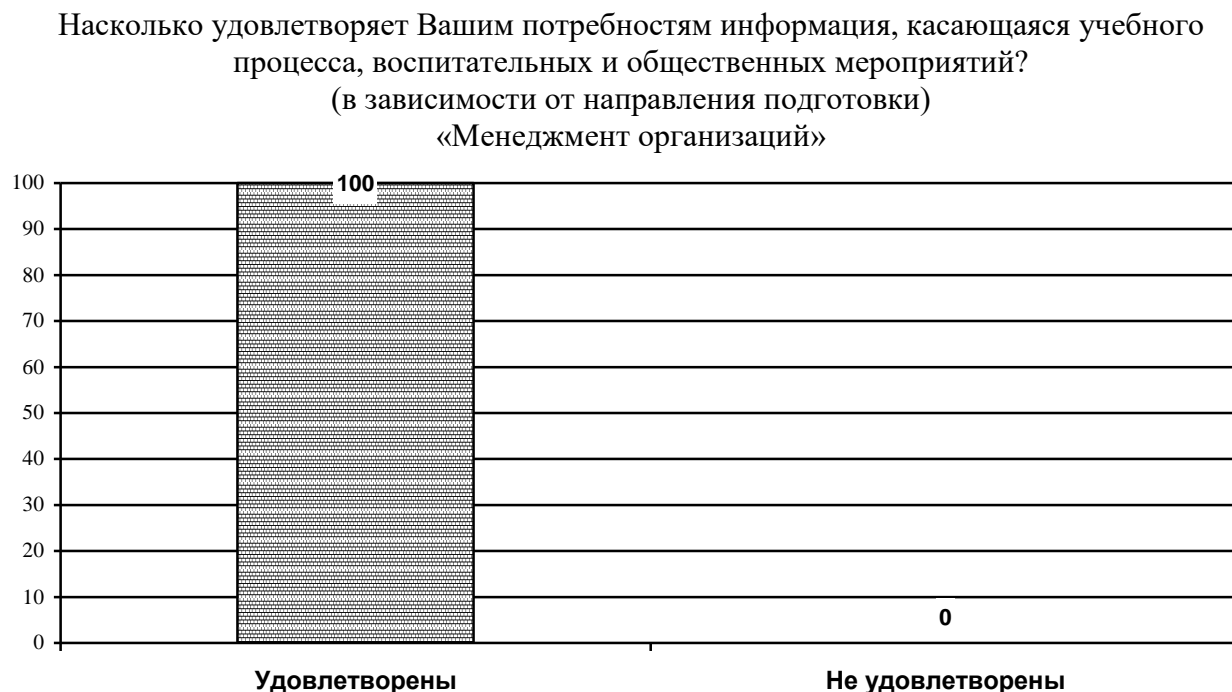 Насколько удовлетворяет Вашим потребностям информация, касающаяся учебного
процесса, воспитательных и общественных мероприятий?
(в зависимости от направления подготовки)
«Менеджмент организаций»
100
100
90
80
70
60
50
40
30
20
10
0
0
Удовлетворены
Не удовлетворены